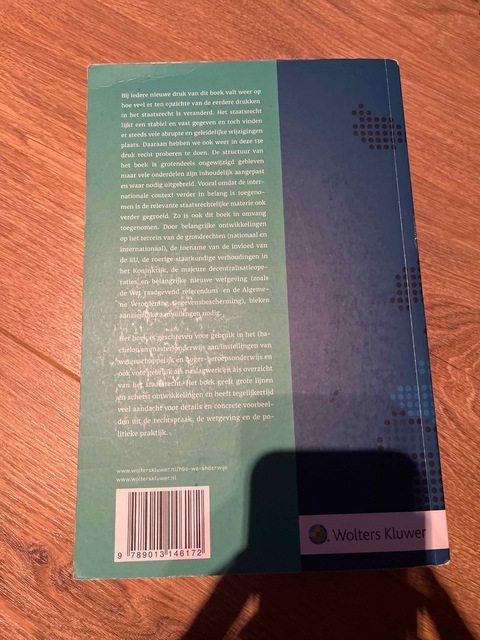 Bij iedere nieuwe druk van dit boek valt weer op
hoe veel er ten opzichte van de eerdere drukken
in het staatsrecht is veranderd. Het staatsrecht
lijkt een stabiel en vast gegeven en toch vinden
er steeds vele abrupte en geleidelijke wijzigingen
plaats. Daaraan hebben we ook weer in deze 15e
druk recht proberen te doen. De structuur van
het boek is grotendeels ongewijzigd gebleven
maar vele onderdelen zijn inhoudelijk aangepast
en waar nodig uitgebreid. Vooral omdat de inter-
nationale context verder in belang is toegeno-
men is de relevante staatsrechtelijke materie ook
verder gegroeid. Zo is ook dit boek in omvang
toegenomen. Door belangrijke ontwikkelingen
op het terrein van de grondrechten (nationaal en
internationaal), de toename van de invloed van
de EU, de roerige staatkundige verhoudingen in
het Koninkrijk, de majeure decentralisatieope-
raties en belangrijke nieuwe wetgeving (zoals
de Wet raadgevend referendum en de Algeme-
ne Verordening Gegevensbescherming), bleken
aanzienlijke aanvullingen nodig.
Het boek is geschreven voor gebruik in het (ba-
chelor en master)onderwijs aan instellingen van
wetenschappelijk en hoger beroepsonderwijs en
ook voor gebruik als naslagwerk en als overzicht
van het staatsrecht. Het boek geeft grote lijnen
en schetst ontwikkelingen en heeft tegelijkertijd
veel aandacht voor details en concrete voorbeel-
den uit de rechtspraak, de wetgeving en de po-
litieke praktijk.
www.wolterskluwer.nl/hbo-wo-onderwijs
www.wolterskluwer.nl
9 789013 146172
Wolters Kluwer